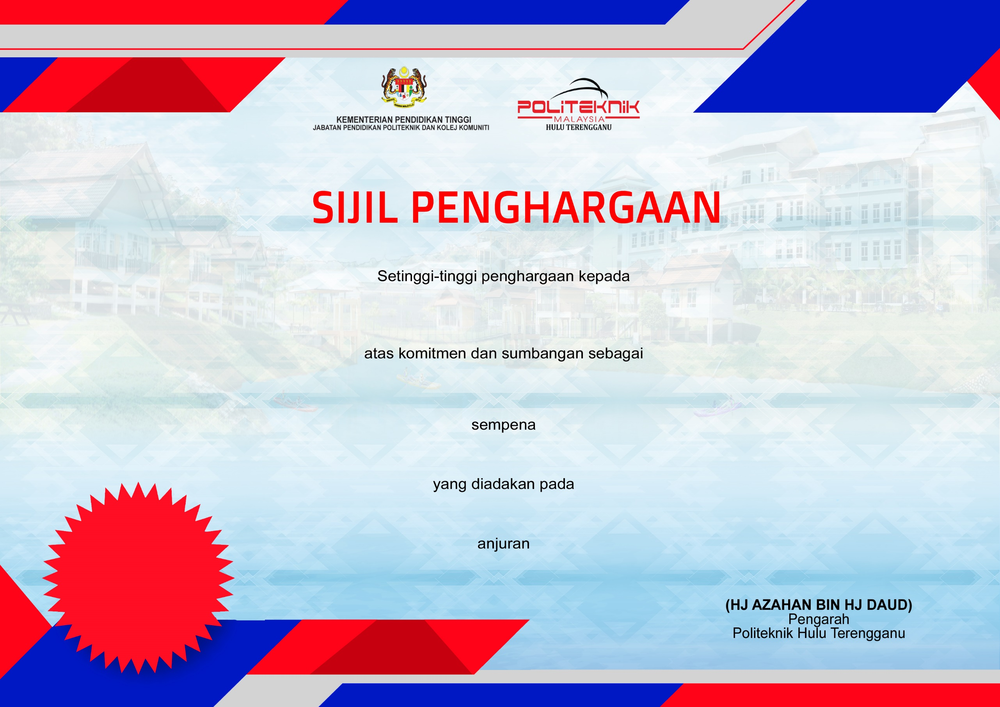 KEMENTERIAN PENDIDIKAN TINGGI
JABATAN PENDIDIKAN POLITEKNIK DAN KOLEJ KOMUNITI
POLITEKNIK
MALAYSIA
HULU TERENGGANU
SIJIL PENGHARGAAN
Setinggi-tinggi penghargaan kepada
atas komitmen dan sumbangan sebagai
sempena
yang diadakan pada
anjuran
(HJ AZAHAN BIN HJ DAUD)
Pengarah
Politeknik Hulu Terengganu